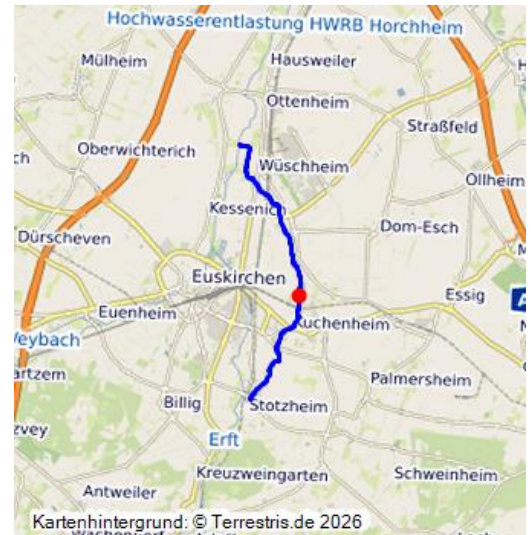 Hochwasserentlastung HWRB Horchheim
Mülheim
Hausweiler
Ottenheim
Straßfeld
Oberwichterich
Wüschheim
Ollheim
Kessenich
Dürscheven
Dom-Esch
Euskirchen
Euenheim
Essig
Kuchenheim
Veybach
Palmersheim
Billig
Stotzheim
Erft
Kreuzweingarten
Schweinheim
Antweiler
Kartenhintergrund: © Terrestris.de 2026